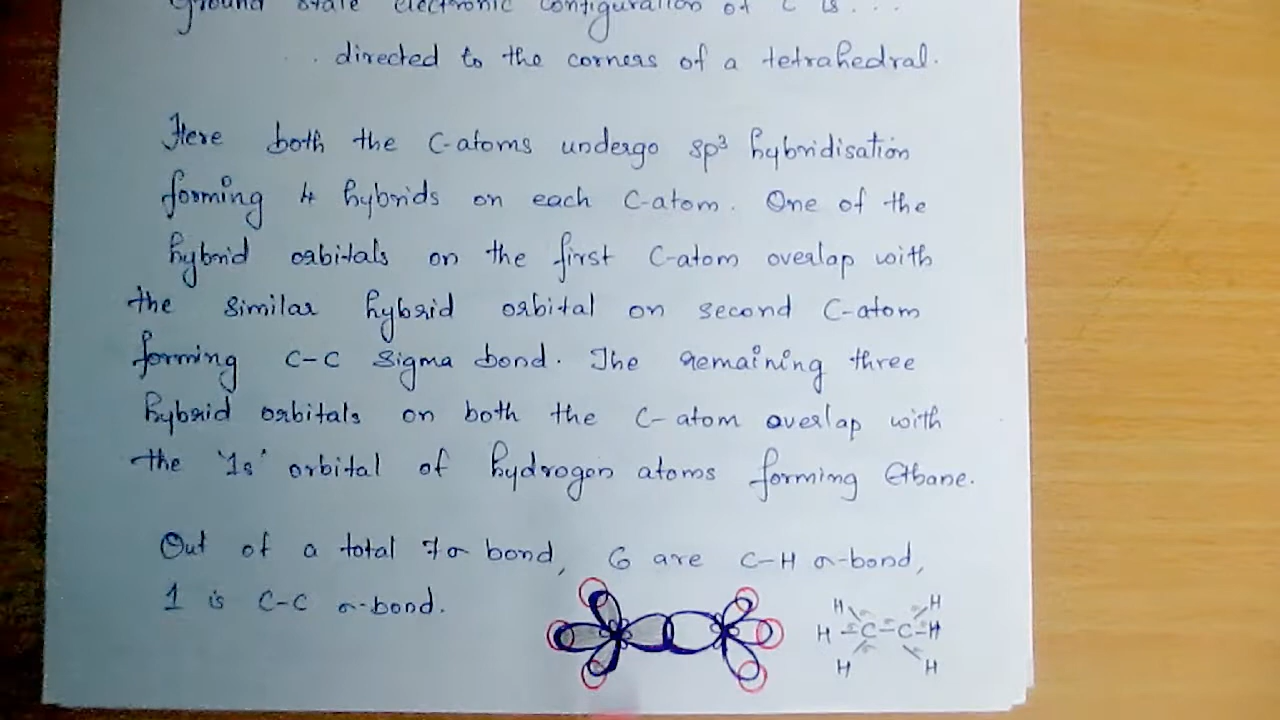 Ground state electronic configuration of C is ...
.. directed to the corners of a tetrahedral.
Here both the C-atoms undergo sp³ hybridisation
forming 4 hybrids on each C-atom. One of the
hybrid orbitals on the first C-atom overlap with
the similar hybrid orbital on second C-atom
forming C-C sigma bond. The remaining three
hybrid orbitals on both the C-atom overlap with
the '1s' orbital of hydrogen atoms forming Ethane.
Out of a total 7σ bond, 6 are C-H σ-bond,
1 is C-C σ-bond.
H H
H-C-C-H
H H